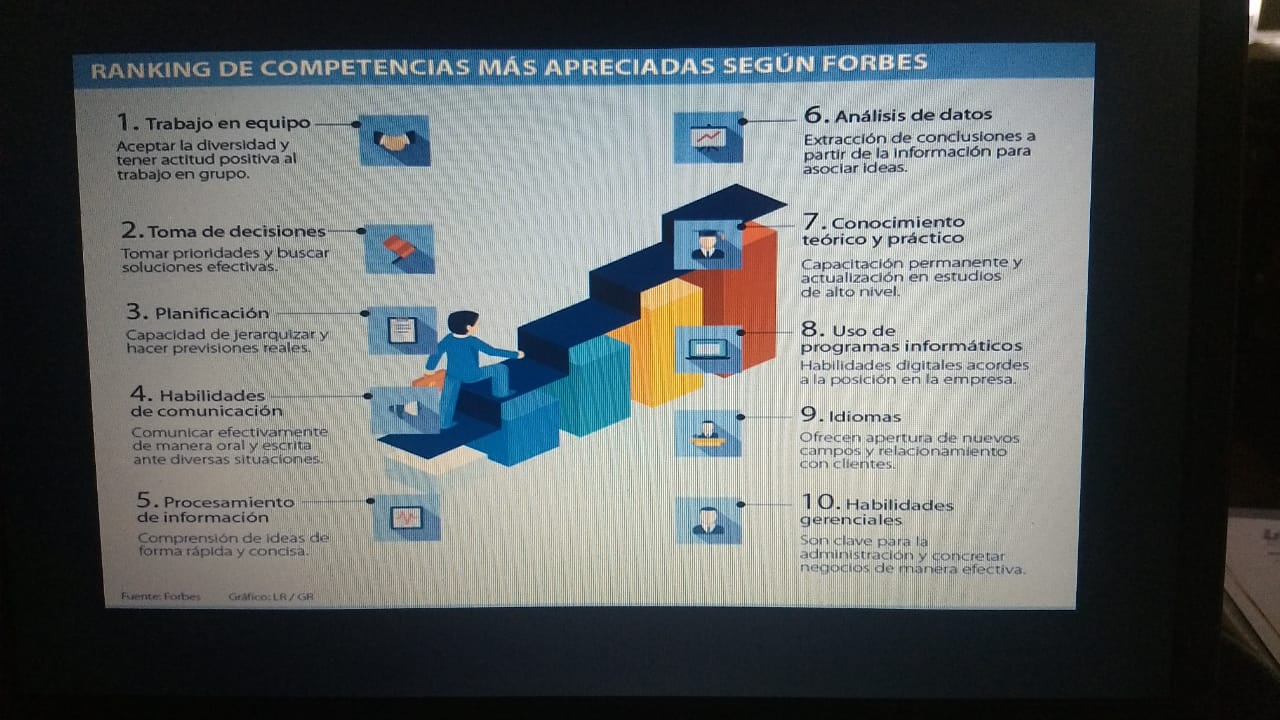 RANKING DE COMPETENCIAS MÁS APRECIADAS SEGÚN FORBES
1. Trabajo en equipo
Aceptar la diversidad y
tener actitud positiva al
trabajo en grupo.
2. Toma de decisiones
Tomar prioridades y buscar
soluciones efectivas.
3. Planificación
Capacidad de jerarquizar y
hacer previsiones reales.
4. Habilidades
de comunicación
Comunicar efectivamente
de manera oral y escrita
ante diversas situaciones.
5. Procesamiento
de información
Comprensión de ideas de
forma rápida y concisa.
6. Análisis de datos
Extracción de conclusiones a
partir de la información para
asociar ideas.
7. Conocimiento
teórico y práctico
Capacitación permanente y
actualización en estudios
de alto nivel.
8. Uso de
programas informáticos
Habilidades digitales acordes
a la posición en la empresa.
9. Idiomas
Ofrecen apertura de nuevos
campos y relacionamiento
con clientes.
10. Habilidades
gerenciales
Son clave para la
administración y concretar
negocios de manera efectiva.
Fuente: Forbes Gráfico: LR / GR